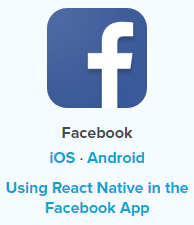 Facebook
iOS · Android
Using React Native in the
Facebook App